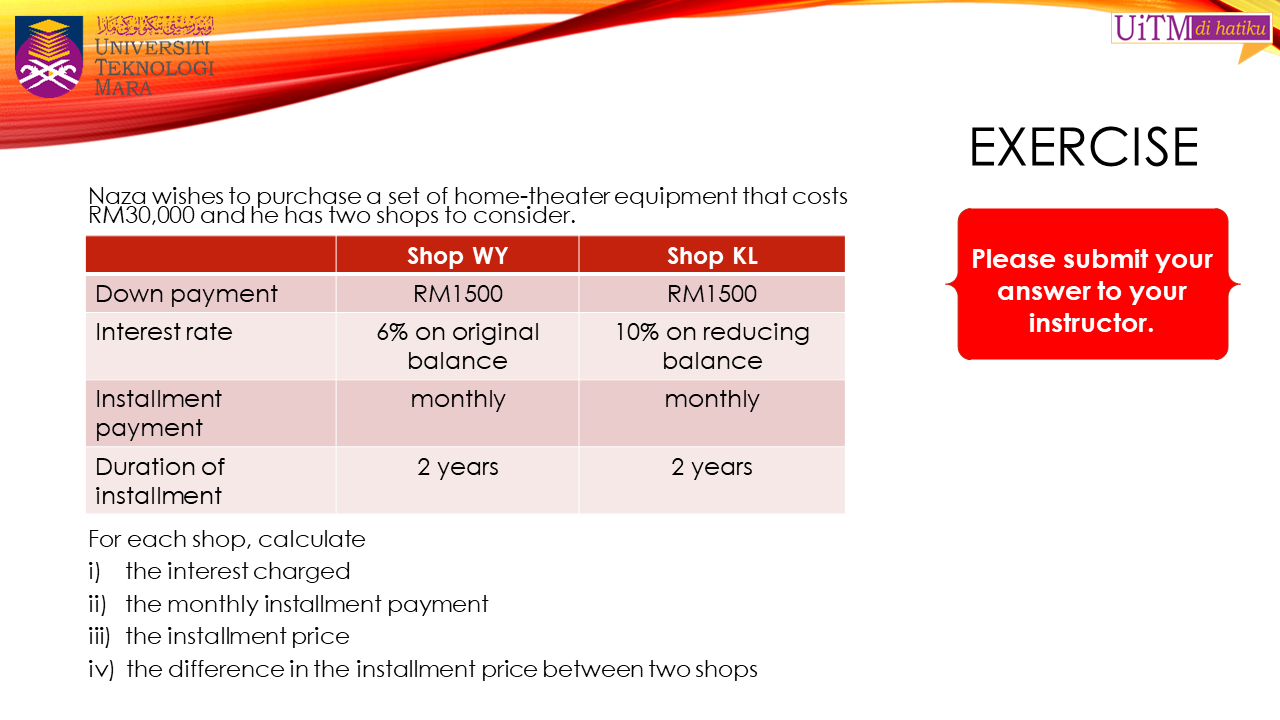 UNIVERSITI
TEKNOLOGI
MARA
UiTM di hatiku
EXERCISE
Naza wishes to purchase a set of home-theater equipment that costs
RM30,000 and he has two shops to consider.
Shop WY Shop KL
Down payment RM1500 RM1500
Interest rate 6% on original balance 10% on reducing balance
Installment payment monthly monthly
Duration of installment 2 years 2 years
For each shop, calculate
i) the interest charged
ii) the monthly installment payment
iii) the installment price
iv) the difference in the installment price between two shops
Please submit your
answer to your
instructor.